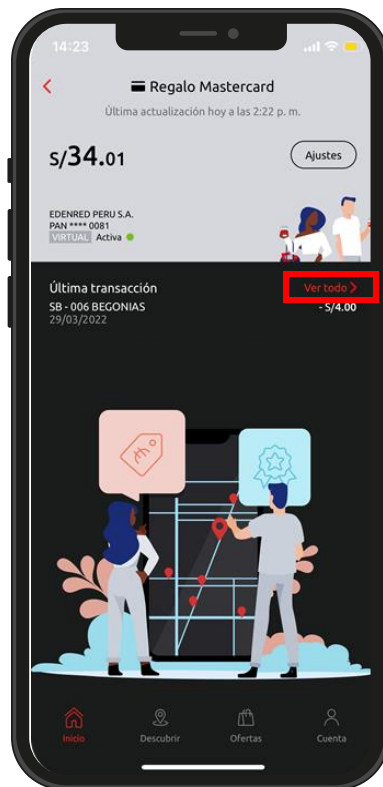 14:23
Regalo Mastercard
Última actualización hoy a las 2:22 p. m.
S/34.01
Ajustes
EDENRED PERU S.A.
PAN **** 0081
VIRTUAL Activa
Última transacción
Ver todo
SB - 006 BEGONIAS
- S/4.00
29/03/2022
Inicio
Descubrir
Ofertas
Cuenta